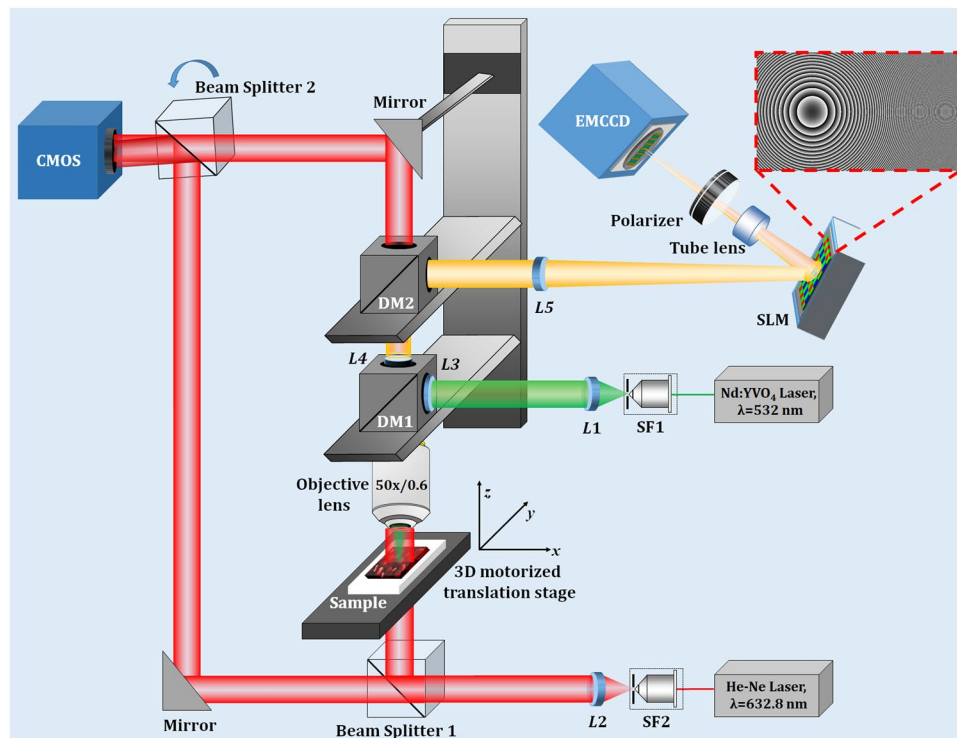 Beam Splitter 2
Mirror
CMOS
EMCCD
Polarizer
Tube lens
SLM
DM2
L5
L4
L3
DM1
L1
SF1
Nd:YVO₄ Laser,
λ=532 nm
Objective
lens
50x/0.6
z
y
x
3D motorized
translation stage
Sample
L2
SF2
He-Ne Laser,
λ=632.8 nm
Mirror
Beam Splitter 1